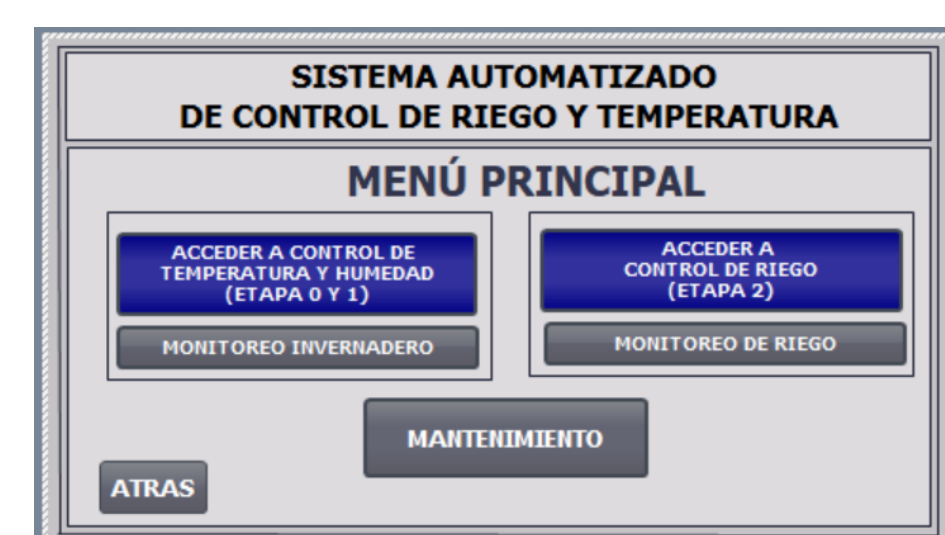 SISTEMA AUTOMATIZADO
DE CONTROL DE RIEGO Y TEMPERATURA
MENÚ PRINCIPAL
ACCEDER A CONTROL DE
TEMPERATURA Y HUMEDAD
(ETAPA 0 Y 1)
MONITOREO INVERNADERO
ACCEDER A
CONTROL DE RIEGO
(ETAPA 2)
MONITOREO DE RIEGO
MANTENIMIENTO
ATRAS